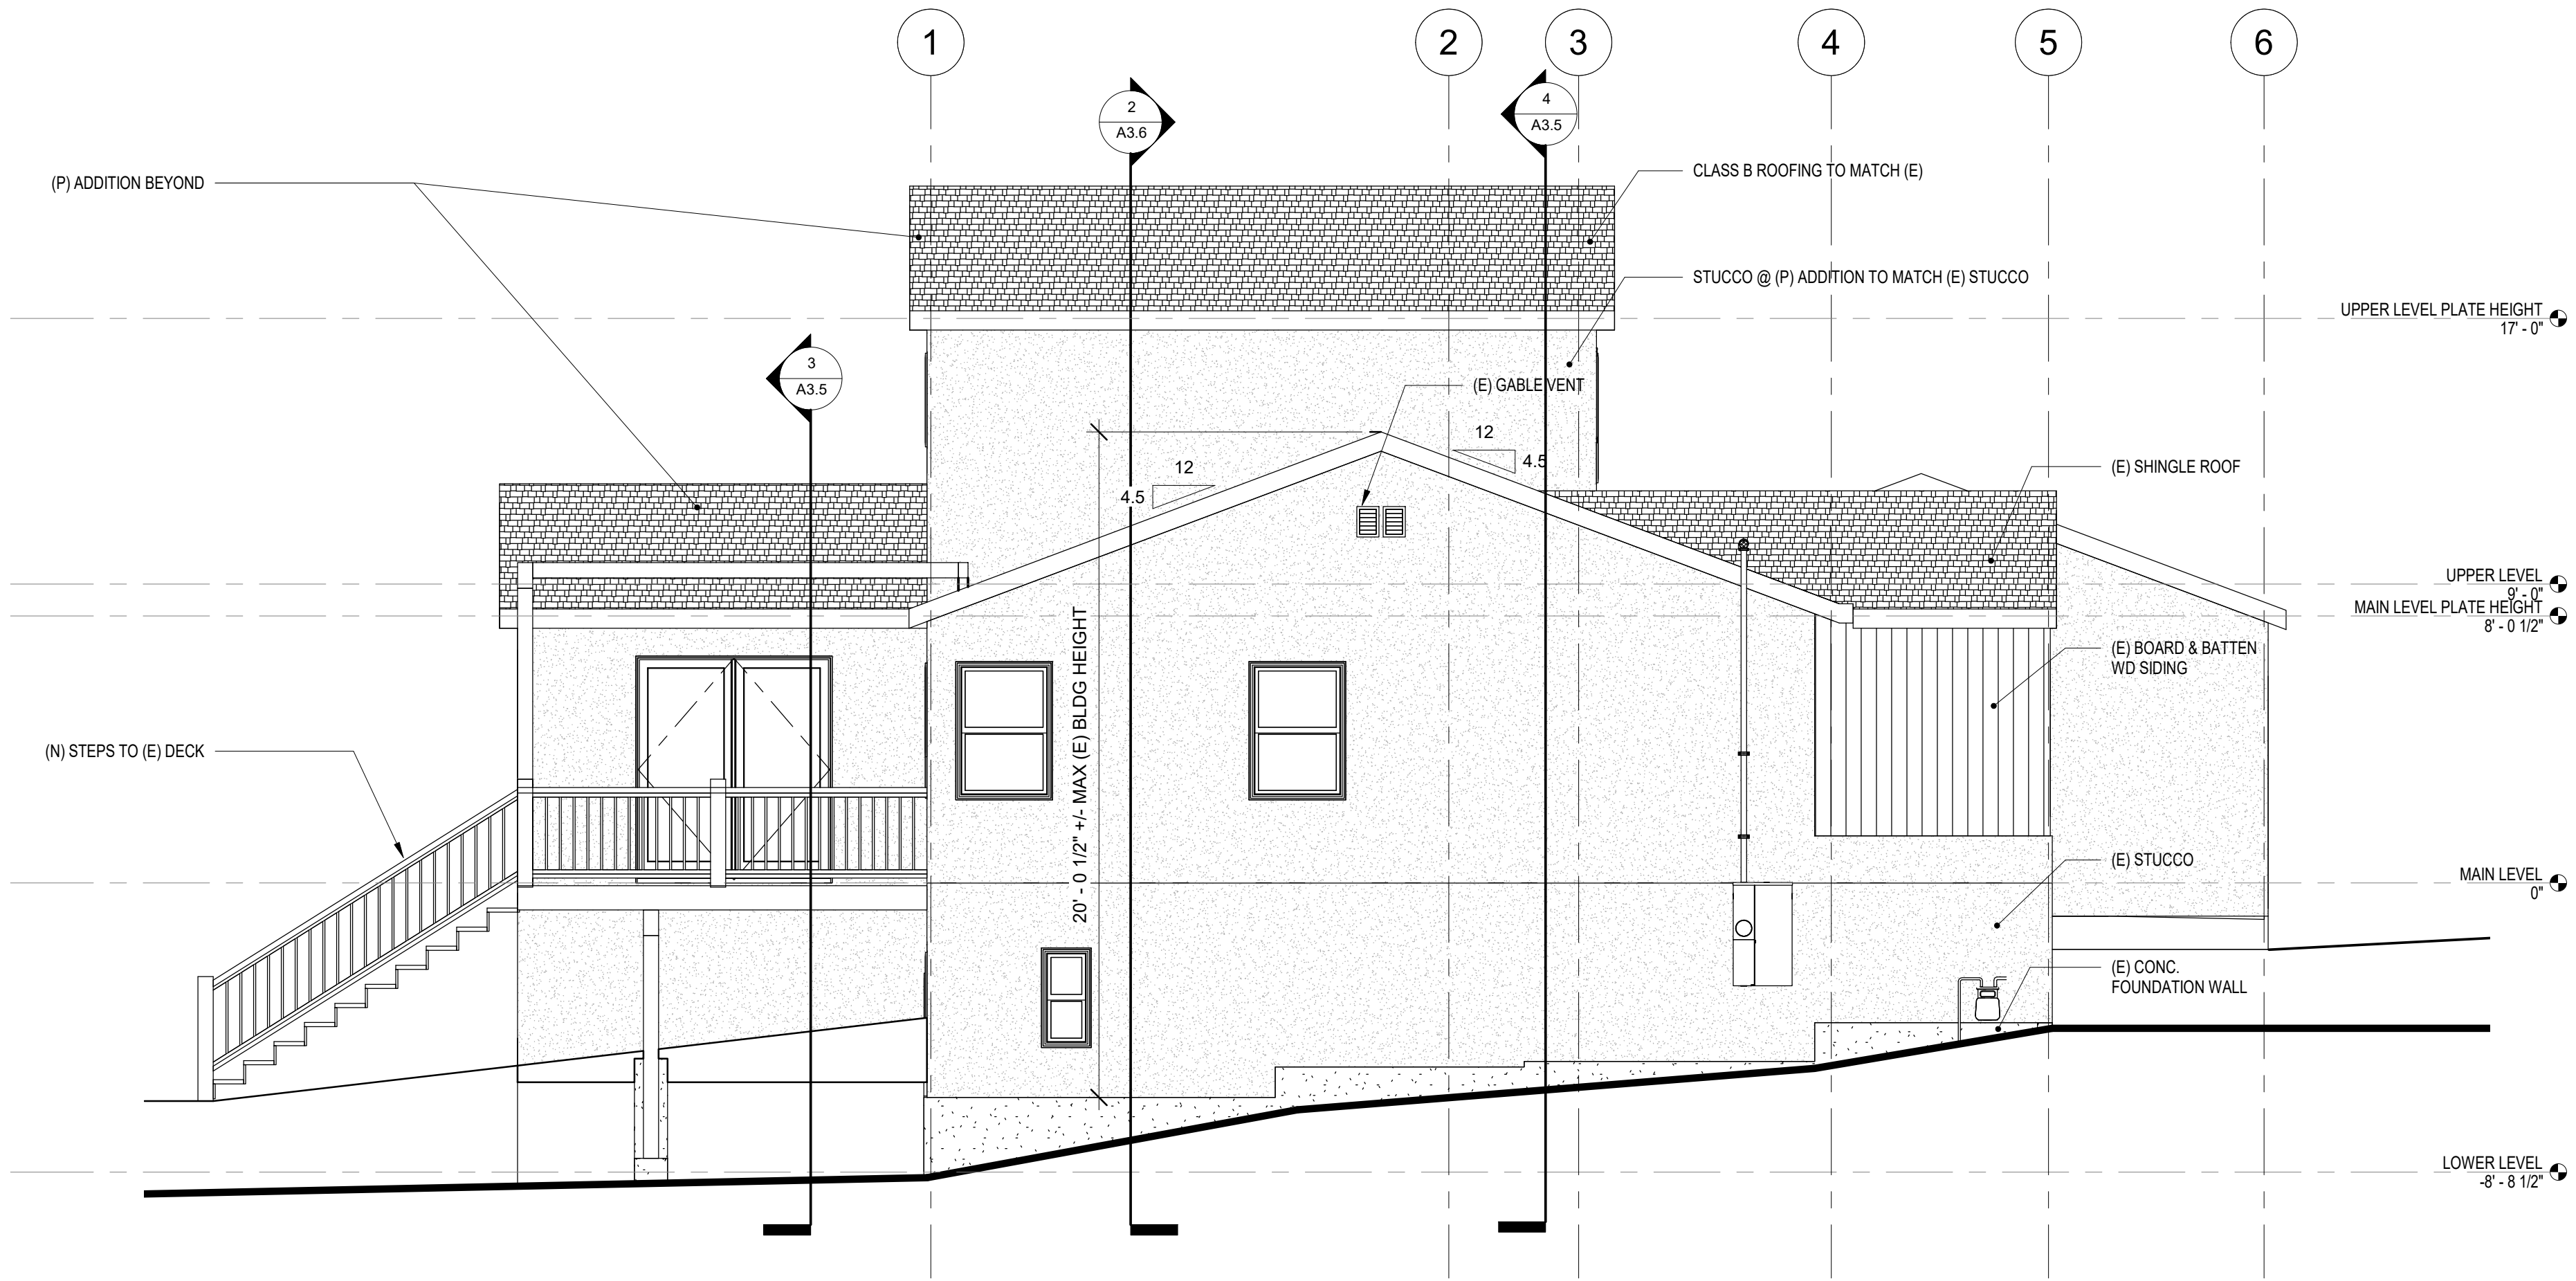 1
2
3
4
5
6
2
A3.6
4
A3.5
(P) ADDITION BEYOND
CLASS B ROOFING TO MATCH (E)
STUCCO @ (P) ADDITION TO MATCH (E) STUCCO
UPPER LEVEL PLATE HEIGHT
17' - 0"
3
A3.5
(E) GABLE VENT
12
4.5
12
4.5
(E) SHINGLE ROOF
UPPER LEVEL
9' - 0"
MAIN LEVEL PLATE HEIGHT
8' - 0 1/2"
20' - 0 1/2" +/- MAX (E) BLDG HEIGHT
(E) BOARD & BATTEN
WD SIDING
(N) STEPS TO (E) DECK
(E) STUCCO
MAIN LEVEL
0"
(E) CONC.
FOUNDATION WALL
LOWER LEVEL
-8' - 8 1/2"